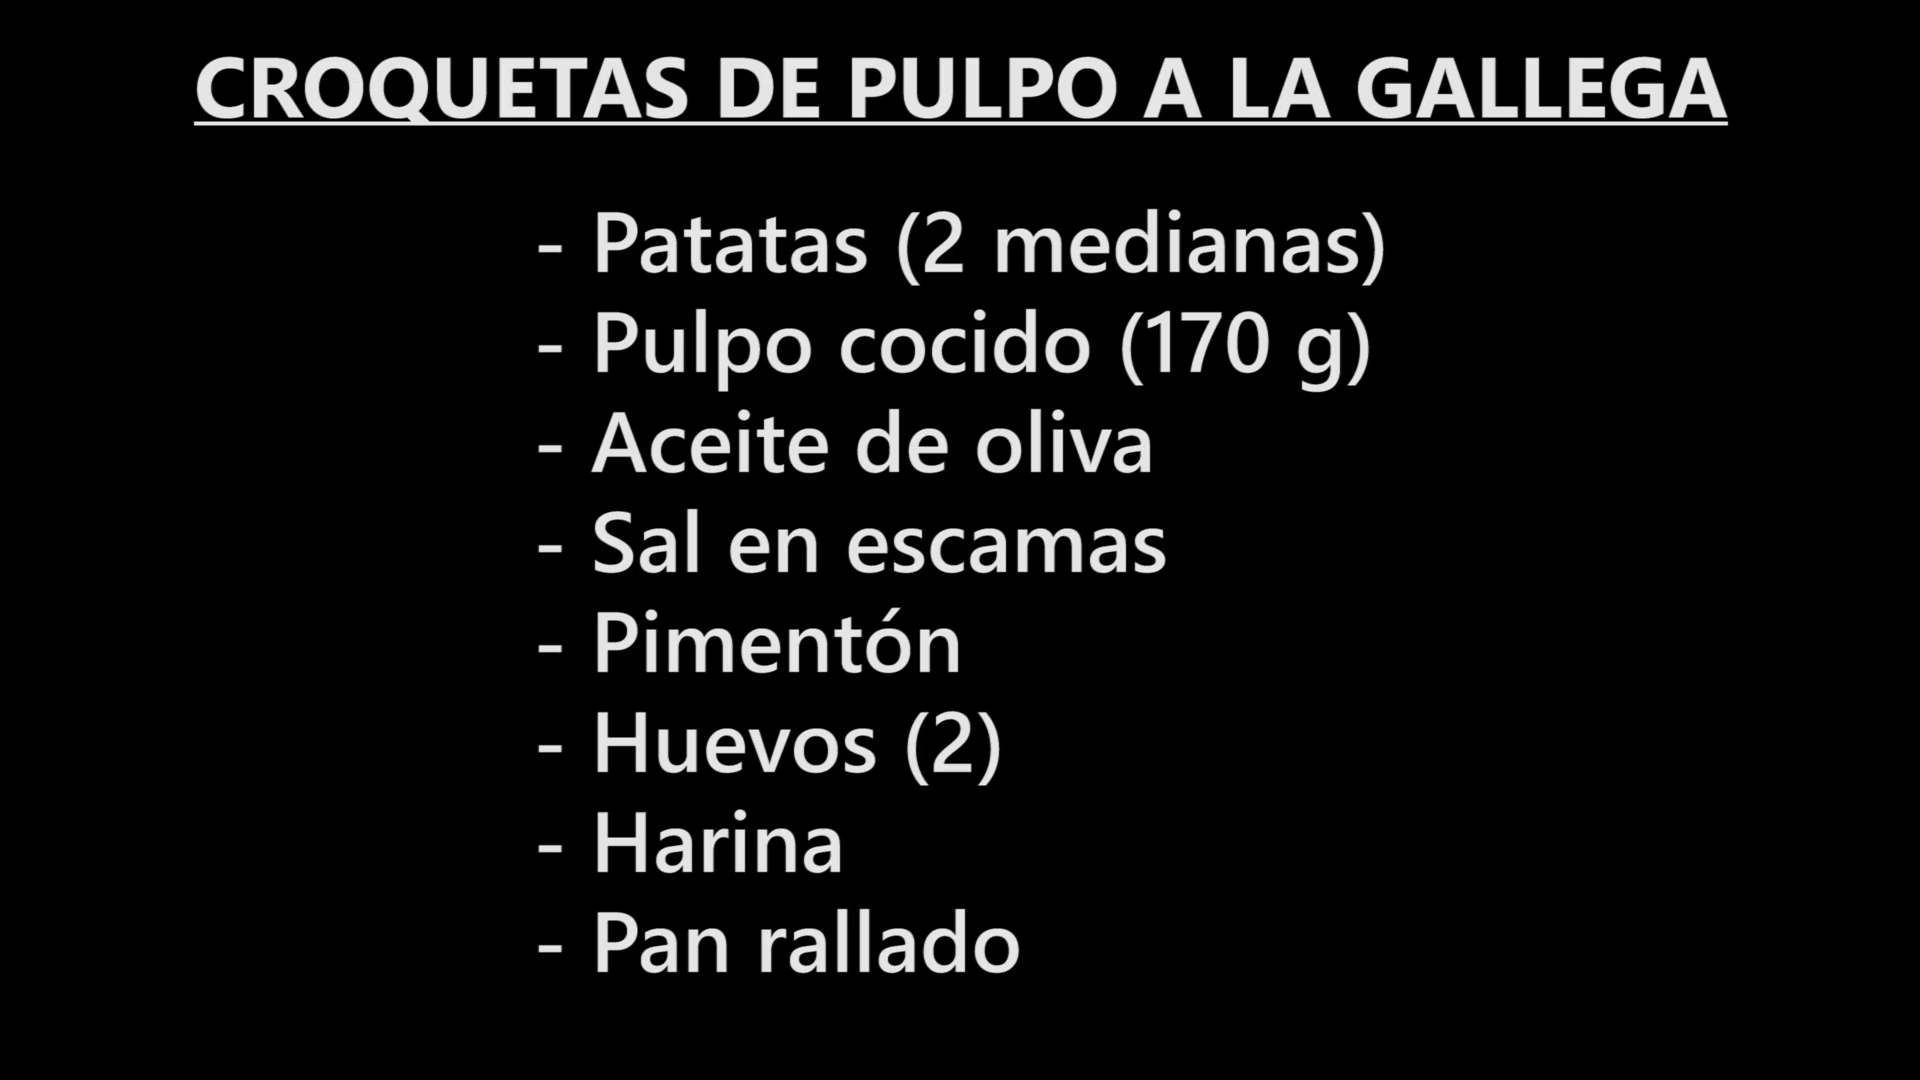 CROQUETAS DE PULPO A LA GALLEGA
- Patatas (2 medianas)
- Pulpo cocido (170 g)
- Aceite de oliva
- Sal en escamas
- Pimentón
- Huevos (2)
- Harina
- Pan rallado